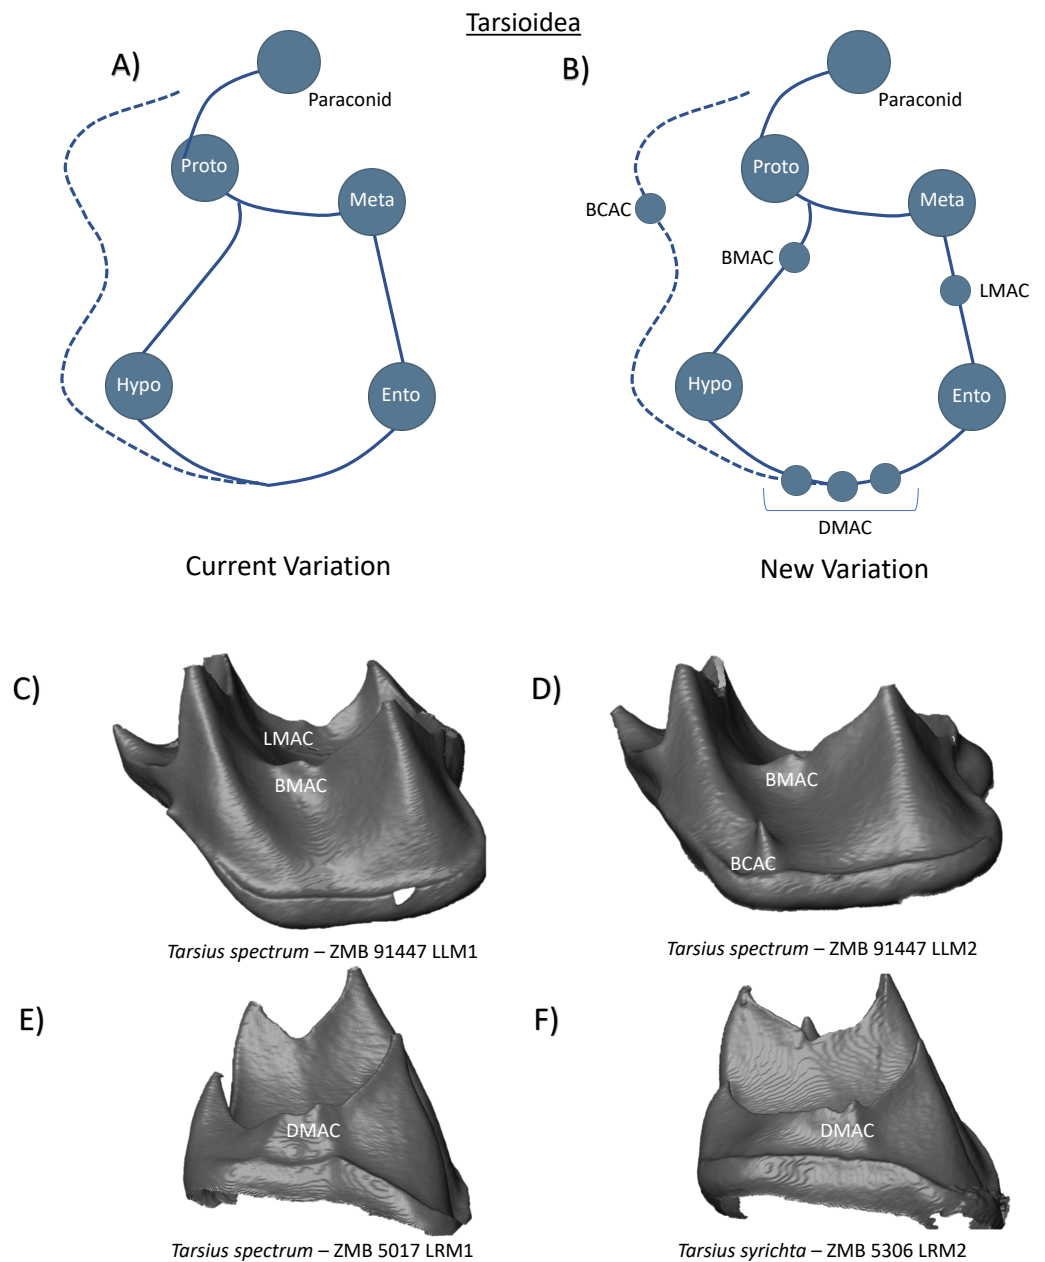 Tarsioidea
A)
Paraconid
Proto
Meta
Hypo
Ento
Current Variation
B)
Paraconid
Proto
Meta
BCAC
BMAC
LMAC
Hypo
Ento
DMAC
New Variation
C)
LMAC
BMAC
Tarsius spectrum – ZMB 91447 LLM1
D)
BMAC
BCAC
Tarsius spectrum – ZMB 91447 LLM2
E)
DMAC
Tarsius spectrum – ZMB 5017 LRM1
F)
DMAC
Tarsius syrichta – ZMB 5306 LRM2